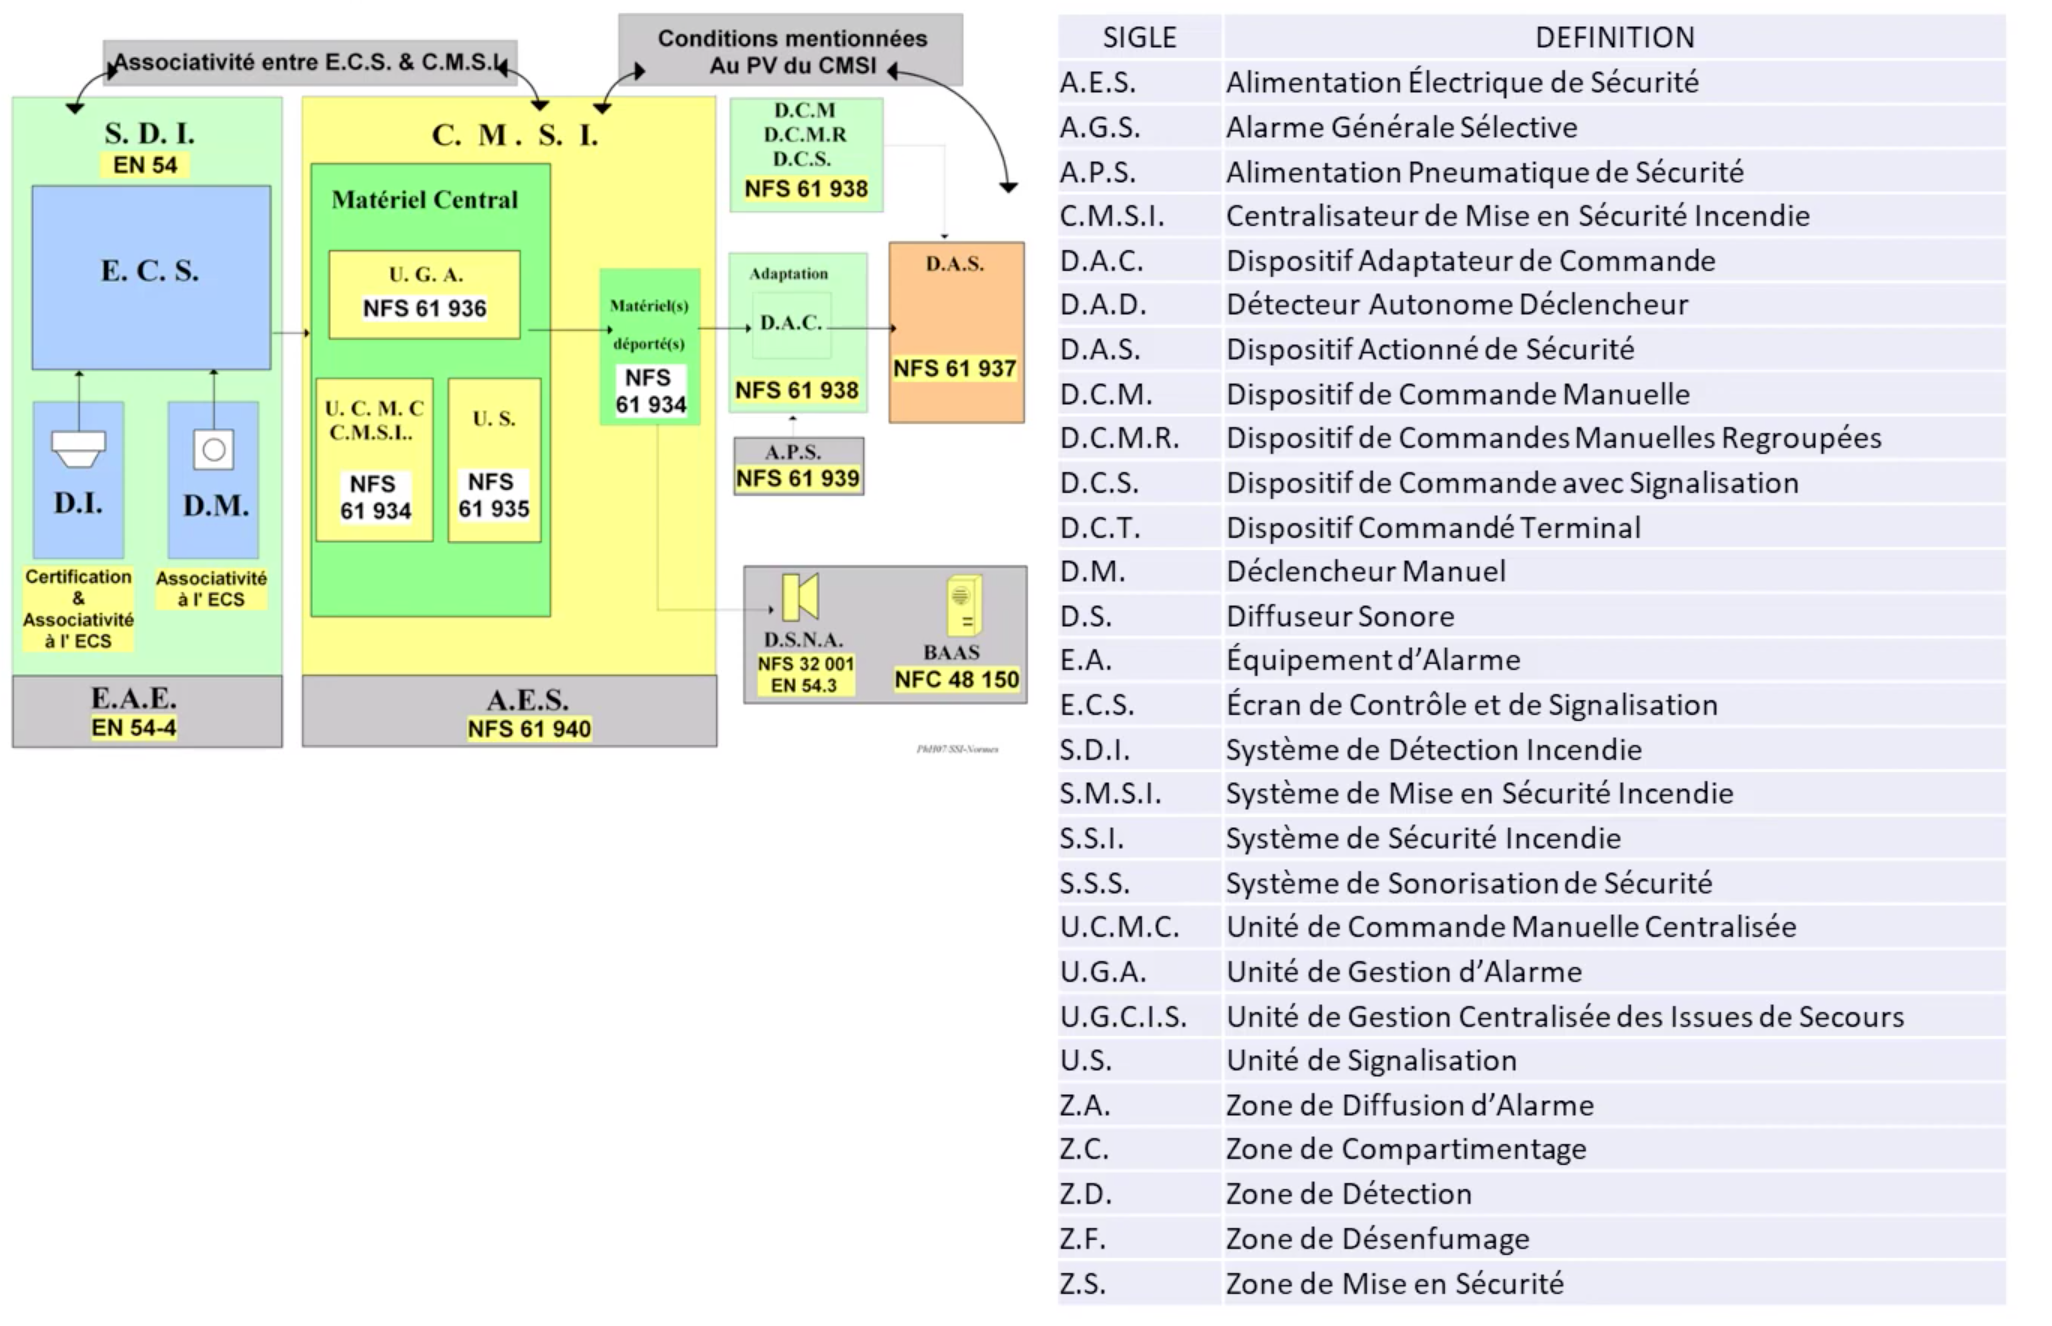 Associativité entre E.C.S. & C.M.S.I.
Conditions mentionnées
Au PV du CMSI
S. D. I.
EN 54
E. C. S.
D.I.
D.M.
Certification
&
Associativité
à l' ECS
Associativité
à l' ECS
E.A.E.
EN 54-4
C. M. S. I.
Matériel Central
U. G. A.
NFS 61 936
U. C. M. C
C.M.S.I..
NFS
61 934
U. S.
NFS
61 935
Matériel(s)
déporté(s)
NFS
61 934
A.E.S.
NFS 61 940
D.C.M
D.C.M.R
D.C.S.
NFS 61 938
Adaptation
D.A.C.
NFS 61 938
A.P.S.
NFS 61 939
D.A.S.
NFS 61 937
D.S.N.A.
NFS 32 001
EN 54.3
BAAS
NFC 48 150
PhH07/SSI-Normes
SIGLE DEFINITION
A.E.S. Alimentation Électrique de Sécurité
A.G.S. Alarme Générale Sélective
A.P.S. Alimentation Pneumatique de Sécurité
C.M.S.I. Centralisateur de Mise en Sécurité Incendie
D.A.C. Dispositif Adaptateur de Commande
D.A.D. Détecteur Autonome Déclencheur
D.A.S. Dispositif Actionné de Sécurité
D.C.M. Dispositif de Commande Manuelle
D.C.M.R. Dispositif de Commandes Manuelles Regroupées
D.C.S. Dispositif de Commande avec Signalisation
D.C.T. Dispositif Commandé Terminal
D.M. Déclencheur Manuel
D.S. Diffuseur Sonore
E.A. Équipement d’Alarme
E.C.S. Écran de Contrôle et de Signalisation
S.D.I. Système de Détection Incendie
S.M.S.I. Système de Mise en Sécurité Incendie
S.S.I. Système de Sécurité Incendie
S.S.S. Système de Sonorisation de Sécurité
U.C.M.C. Unité de Commande Manuelle Centralisée
U.G.A. Unité de Gestion d’Alarme
U.G.C.I.S. Unité de Gestion Centralisée des Issues de Secours
U.S. Unité de Signalisation
Z.A. Zone de Diffusion d’Alarme
Z.C. Zone de Compartimentage
Z.D. Zone de Détection
Z.F. Zone de Désenfumage
Z.S. Zone de Mise en Sécurité